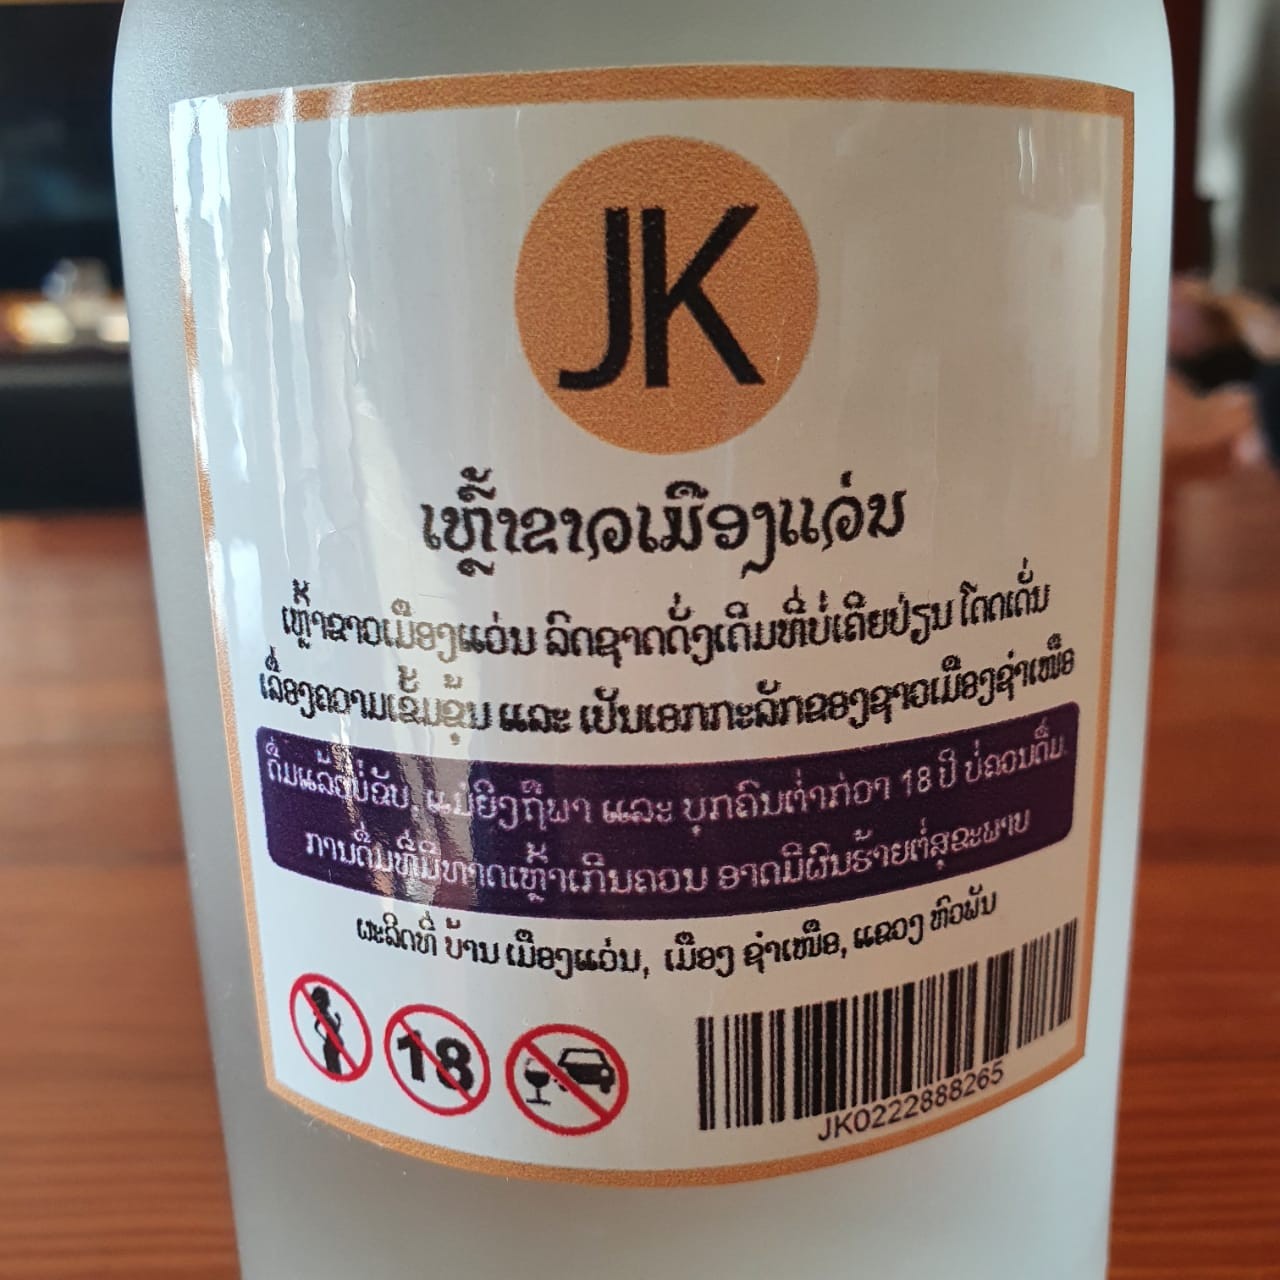 JK
ເຫຼົ້າຂາວເມືອງແອ່ນ
ເຫຼົ້າຂາວເມືອງແອ່ນ ລົດຊາດດັ່ງເດີມທີ່ບໍ່ເຄີຍປ່ຽນ ໂດດເດັ່ນ
ເລື່ອງຄວາມເຂັ້ມຂຸ້ນ ແລະ ເປັນເອກກະລັກຂອງຊາວເມືອງຊຳເໜືອ
ດື່ມແລ້ວບໍ່ຂັບ, ແມ່ຍິງຖືພາ ແລະ ບຸກຄົນຕ່ຳກ່ວາ 18 ປີ ບໍ່ຄວນດື່ມ
ການດື່ມທີ່ມີທາດເຫຼົ້າເກີນຄວນ ອາດມີຜົນຮ້າຍຕໍ່ສຸຂະພາບ
ຜະລິດທີ່ ບ້ານ ເມືອງແອ່ນ, ເມືອງ ຊຳເໜືອ, ແຂວງ ຫົວພັນ
18
JK0222888265